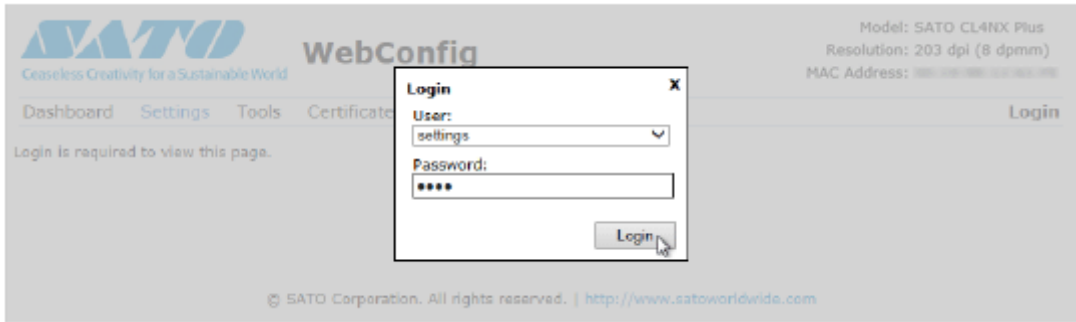 SATO
Ceaseless Creativity for a Sustainable World
WebConfig
Model: SATO CL4NX Plus
Resolution: 203 dpi (8 dpmm)
MAC Address:
Dashboard Settings Tools Certificate
Login
Login is required to view this page.
Login x
User:
settings
Password:
••••
Login
© SATO Corporation. All rights reserved. | http://www.satoworldwide.com